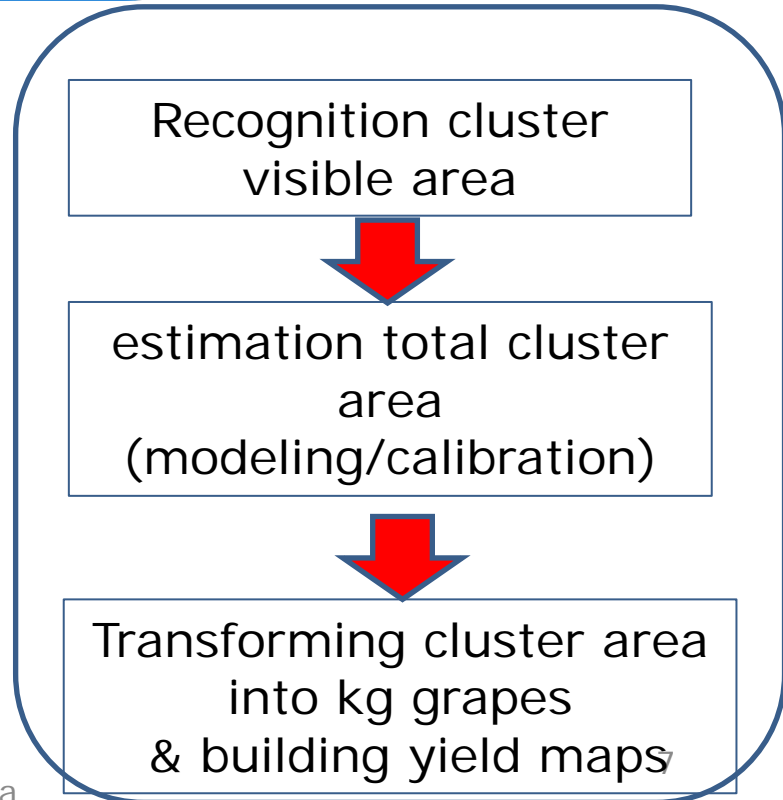 Recognition cluster
visible area
estimation total cluster
area
(modeling/calibration)
Transforming cluster area
into kg grapes
& building yield maps
7
a